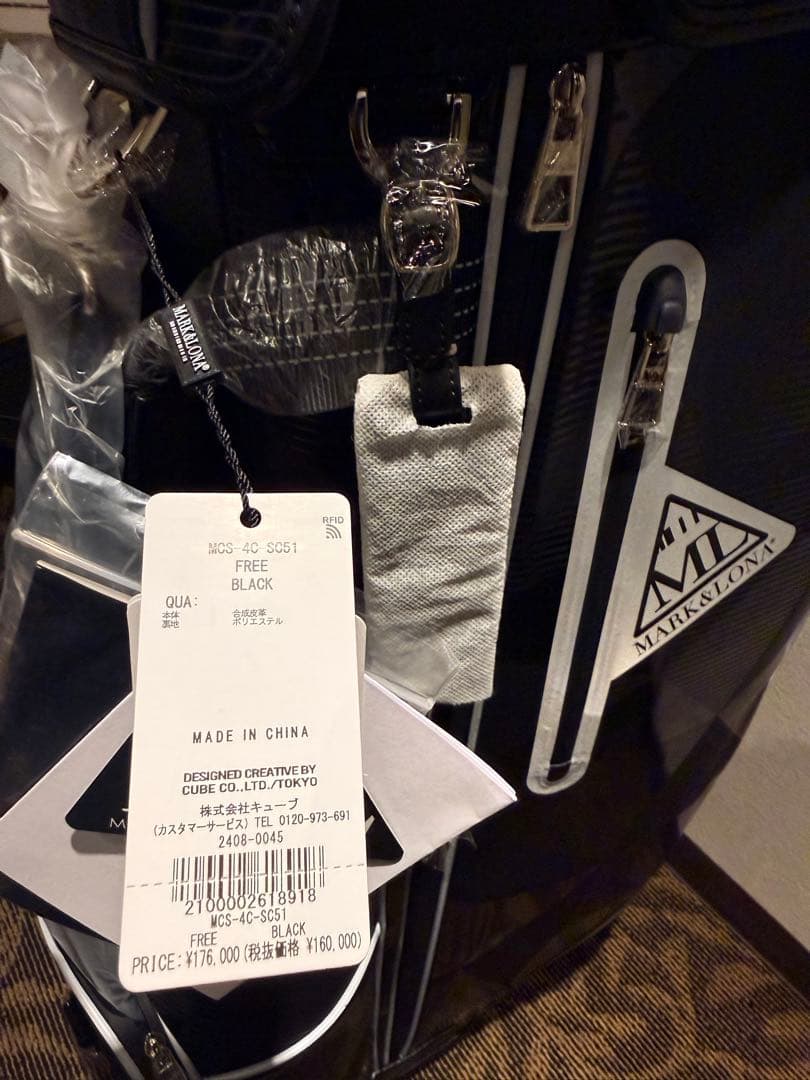 MARK&LONA®
RFID
MCS-4C-SC51
FREE
BLACK
QUA:
本体 合成皮革
裏地 ポリエステル
MADE IN CHINA
DESIGNED CREATIVE BY
CUBE CO.,LTD./TOKYO
株式会社キューブ
(カスタマーサービス) TEL 0120-973-691
2408-0045
2100002618918
MCS-4C-SC51
FREE BLACK
PRICE:¥176,000(税抜価格 ¥160,000)
ML
MARK&LONA®